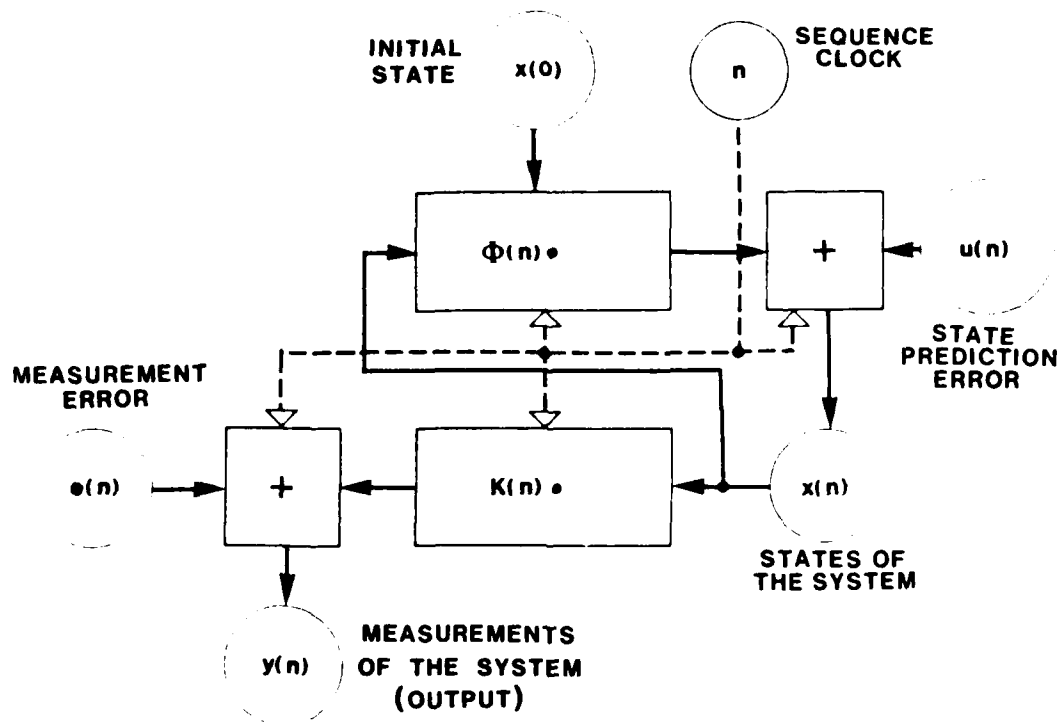 INITIAL
STATE
x(0)
n
SEQUENCE
CLOCK
Φ(n) •
+
u(n)
STATE
PREDICTION
ERROR
MEASUREMENT
ERROR
e(n)
+
K(n) •
x(n)
STATES OF
THE SYSTEM
y(n)
MEASUREMENTS
OF THE SYSTEM
(OUTPUT)